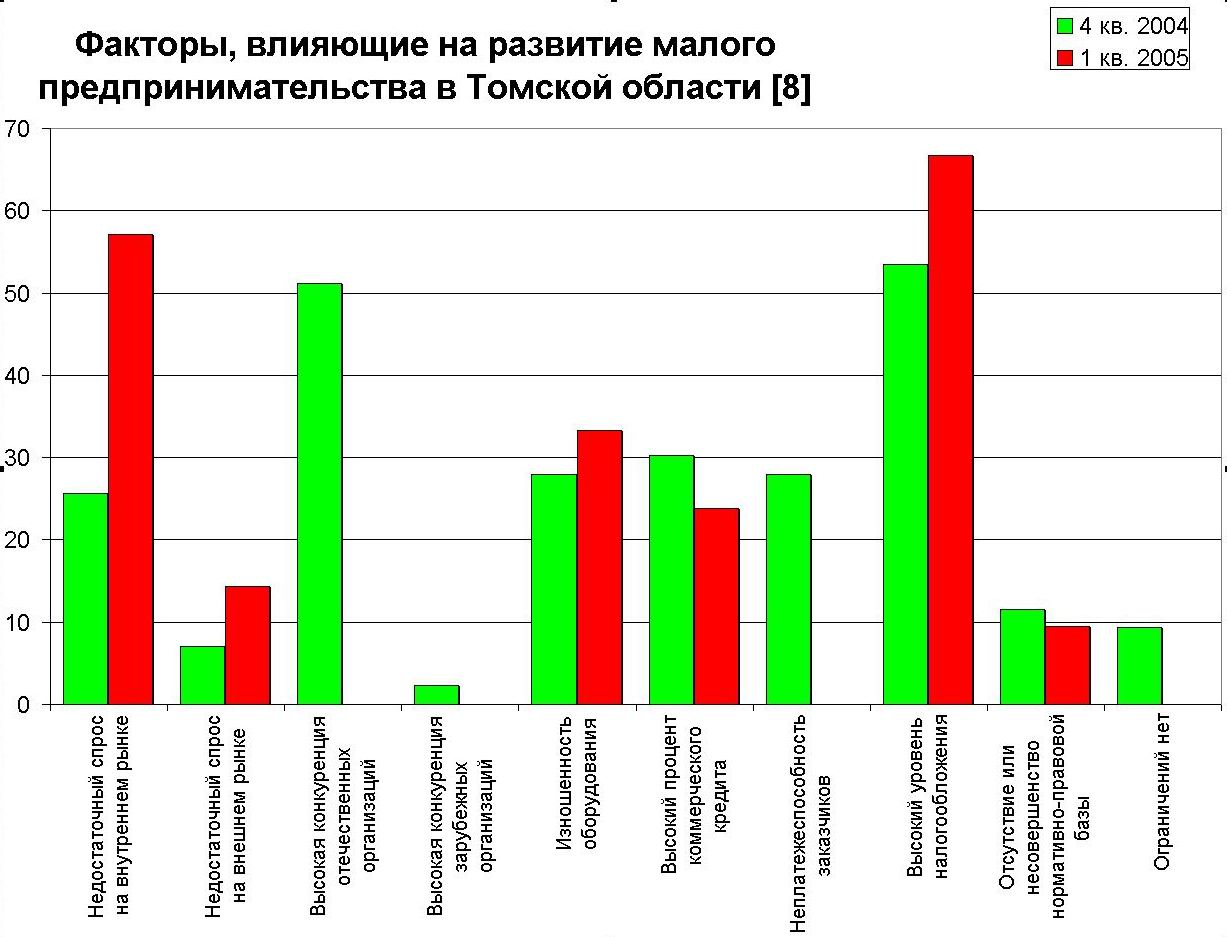 Факторы, влияющие на развитие малого
предпринимательства в Томской области [8]
4 кв. 2004
1 кв. 2005
70
60
50
40
30
20
10
0
Недостаточный спрос
на внутреннем рынке
Недостаточный спрос
на внешнем рынке
Высокая конкуренция
отечественных
организаций
Высокая конкуренция
зарубежных
организаций
Изношенность
оборудования
Высокий процент
коммерческого
кредита
Неплатежеспособность
заказчиков
Высокий уровень
налогообложения
Отсутствие или
несовершенство
нормативно-правовой
базы
Ограничений нет